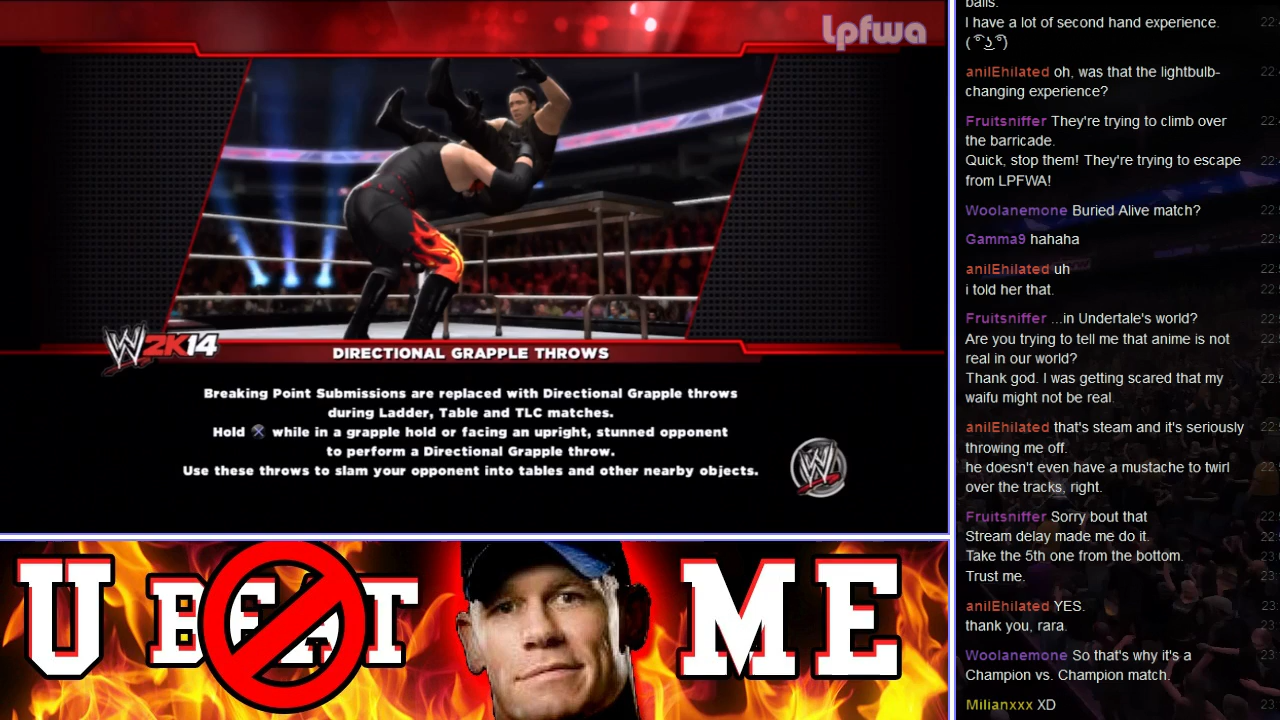 lpfwa
W2K14
DIRECTIONAL GRAPPLE THROWS
Breaking Point Submissions are replaced with Directional Grapple throws
during Ladder, Table and TLC matches.
Hold while in a grapple hold or facing an upright, stunned opponent
to perform a Directional Grapple throw.
Use these throws to slam your opponent into tables and other nearby objects.
W
U BEAT ME
balls.
I have a lot of second hand experience.
( ͡° ͜ʖ ͡°)
anilEhilated oh, was that the lightbulb-
changing experience?
Fruitsniffer They're trying to climb over
the barricade.
Quick, stop them! They're trying to escape
from LPFWA!
Woolanemone Buried Alive match?
Gamma9 hahaha
anilEhilated uh
i told her that.
Fruitsniffer ...in Undertale's world?
Are you trying to tell me that anime is not
real in our world?
Thank god. I was getting scared that my
waifu might not be real.
anilEhilated that's steam and it's seriously
throwing me off.
he doesn't even have a mustache to twirl
over the tracks, right.
Fruitsniffer Sorry bout that
Stream delay made me do it.
Take the 5th one from the bottom.
Trust me.
anilEhilated YES.
thank you, rara.
Woolanemone So that's why it's a
Champion vs. Champion match.
Milianxxx XD